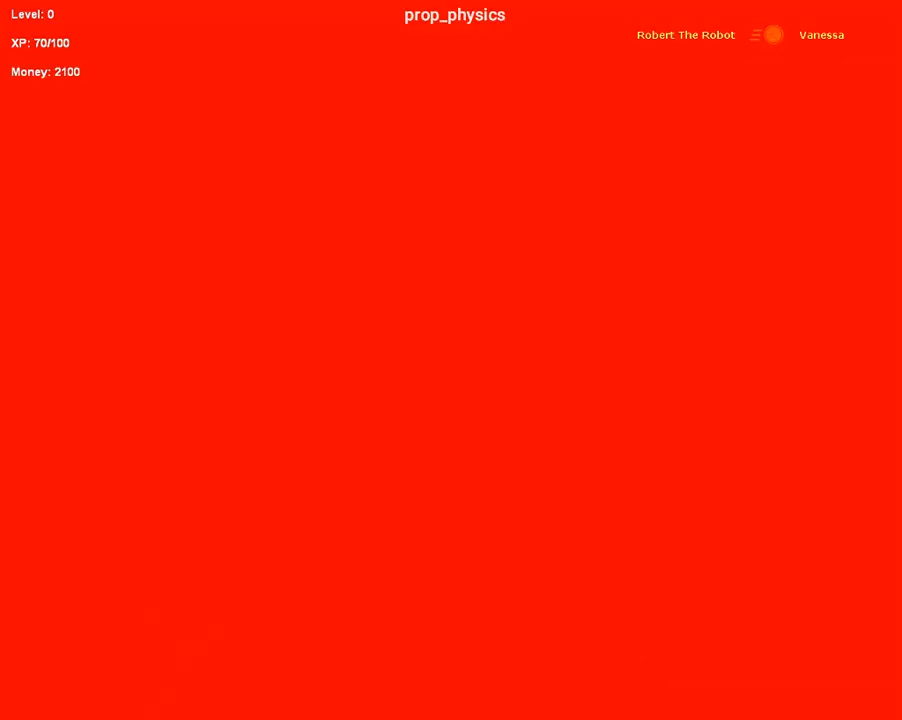 Level: 0
prop_physics
Robert The Robot Vanessa
XP: 70/100
Money: 2100